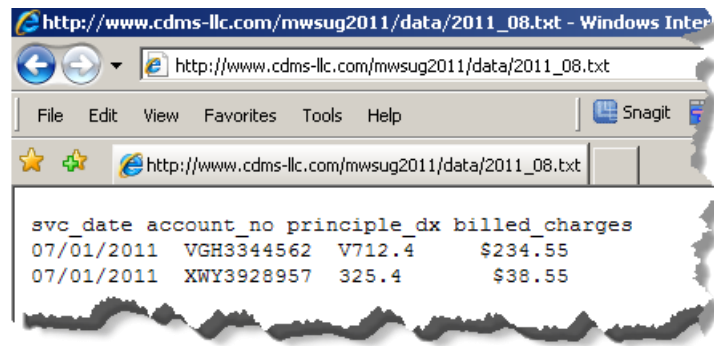 http://www.cdms-llc.com/mwsug2011/data/2011_08.txt - Windows Inter
http://www.cdms-llc.com/mwsug2011/data/2011_08.txt
File Edit View Favorites Tools Help Snagit
http://www.cdms-llc.com/mwsug2011/data/2011_08.txt
svc_date account_no principle_dx billed_charges
07/01/2011 VGH3344562 V712.4 $234.55
07/01/2011 XWY3928957 325.4 $38.55